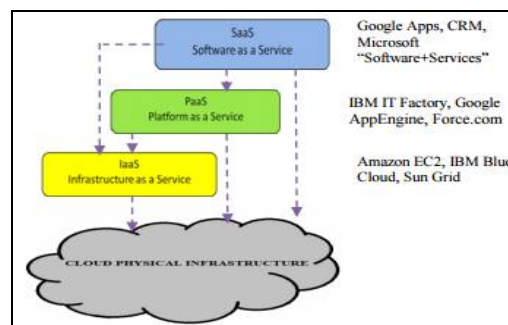 SaaS
Software as a Service
Google Apps, CRM,
Microsoft
“Software+Services”
PaaS
Platform as a Service
IBM IT Factory, Google
AppEngine, Force.com
IaaS
Infrastructure as a Service
Amazon EC2, IBM Blue
Cloud, Sun Grid
CLOUD PHYSICAL INFRASTRUCTURE